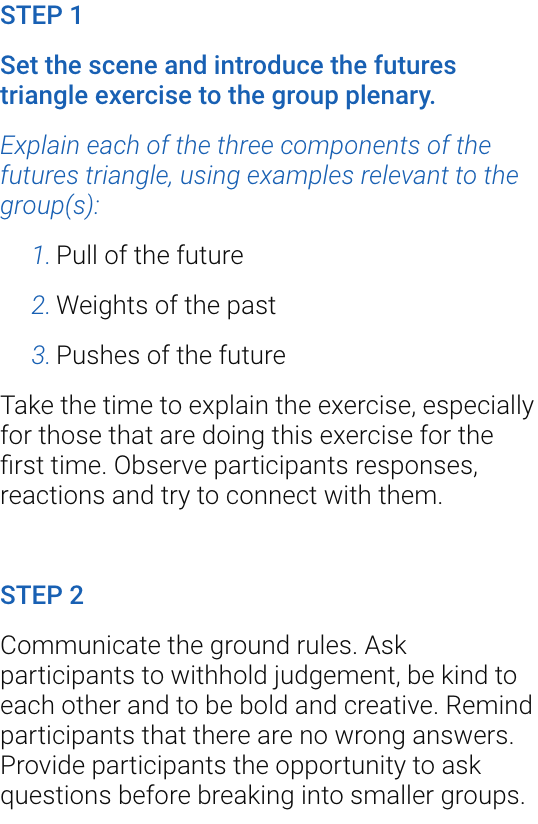 STEP 1
Set the scene and introduce the futures
triangle exercise to the group plenary.
Explain each of the three components of the
futures triangle, using examples relevant to the
group(s):
1. Pull of the future
2. Weights of the past
3. Pushes of the future
Take the time to explain the exercise, especially
for those that are doing this exercise for the
first time. Observe participants responses,
reactions and try to connect with them.
STEP 2
Communicate the ground rules. Ask
participants to withhold judgement, be kind to
each other and to be bold and creative. Remind
participants that there are no wrong answers.
Provide participants the opportunity to ask
questions before breaking into smaller groups.